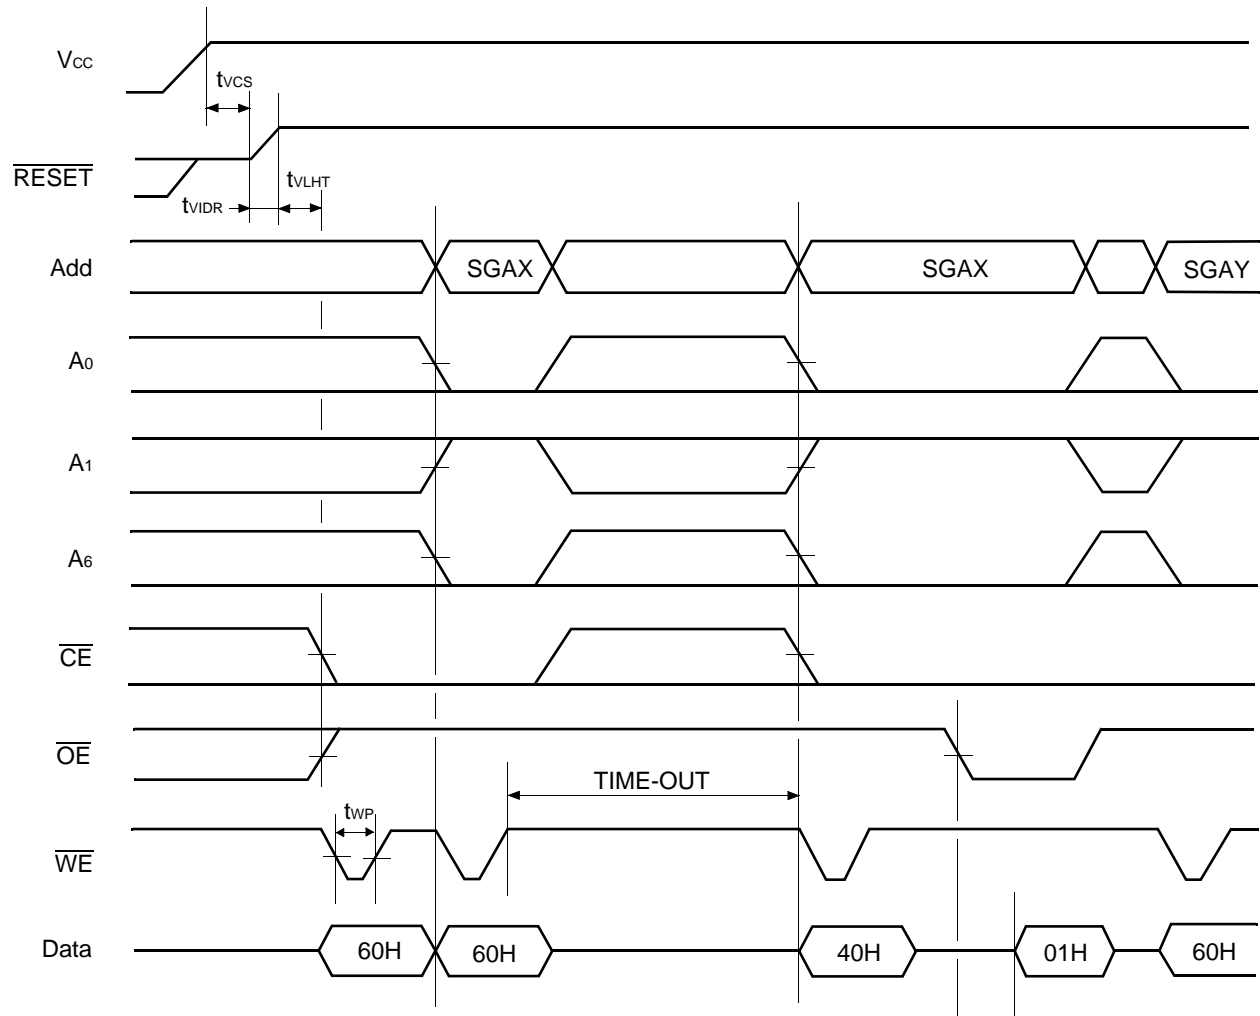 VCC
tVCS
RESET
tVLHT
tVIDR
Add SGAX SGAX SGAY
A0
A1
A6
CE
OE
TIME-OUT
tWP
WE
Data 60H 60H 40H 01H 60H